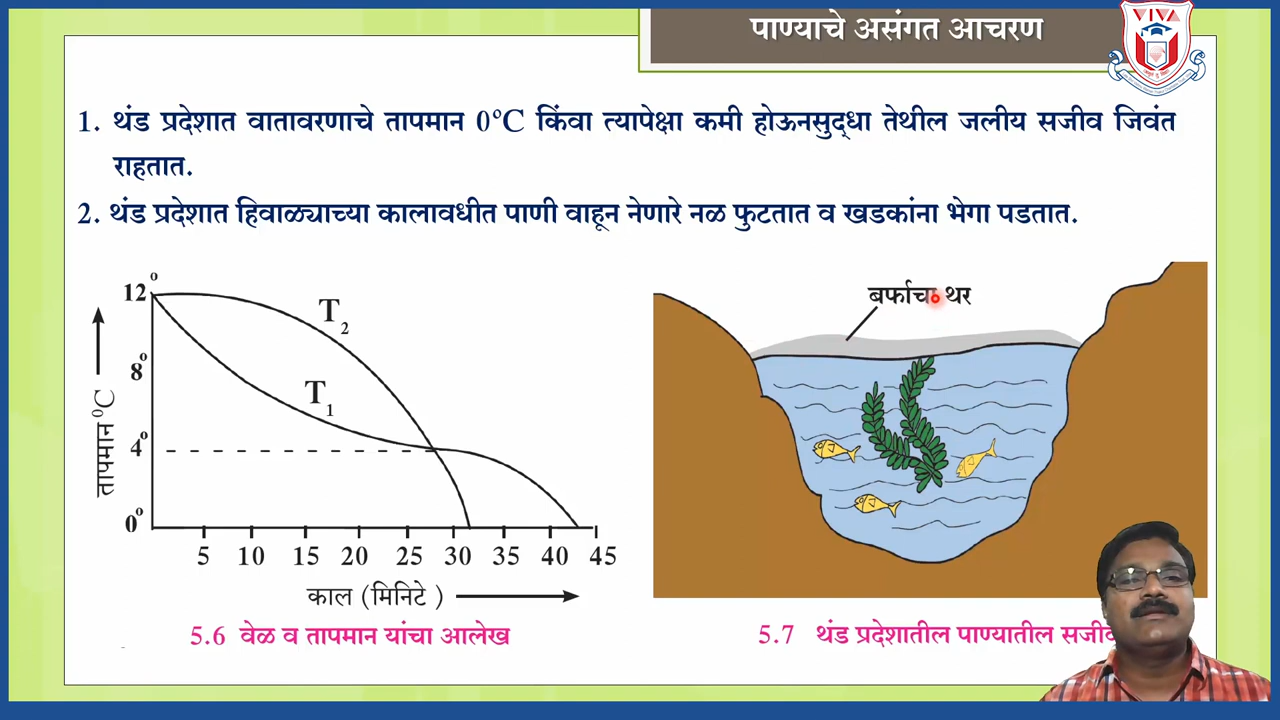 पाण्याचे असंगत आचरण
VIVA
1. थंड प्रदेशात वातावरणाचे तापमान 0°C किंवा त्यापेक्षा कमी होऊनसुद्धा तेथील जलीय सजीव जिवंत
राहतात.
2. थंड प्रदेशात हिवाळ्याच्या कालावधीत पाणी वाहून नेणारे नळ फुटतात व खडकांना भेगा पडतात.
12°
8°
4°
0°
तापमान °C
T₂
T₁
5 10 15 20 25 30 35 40 45
काल (मिनिटे )
5.6 वेळ व तापमान यांचा आलेख
बर्फाचा थर
5.7 थंड प्रदेशातील पाण्यातील